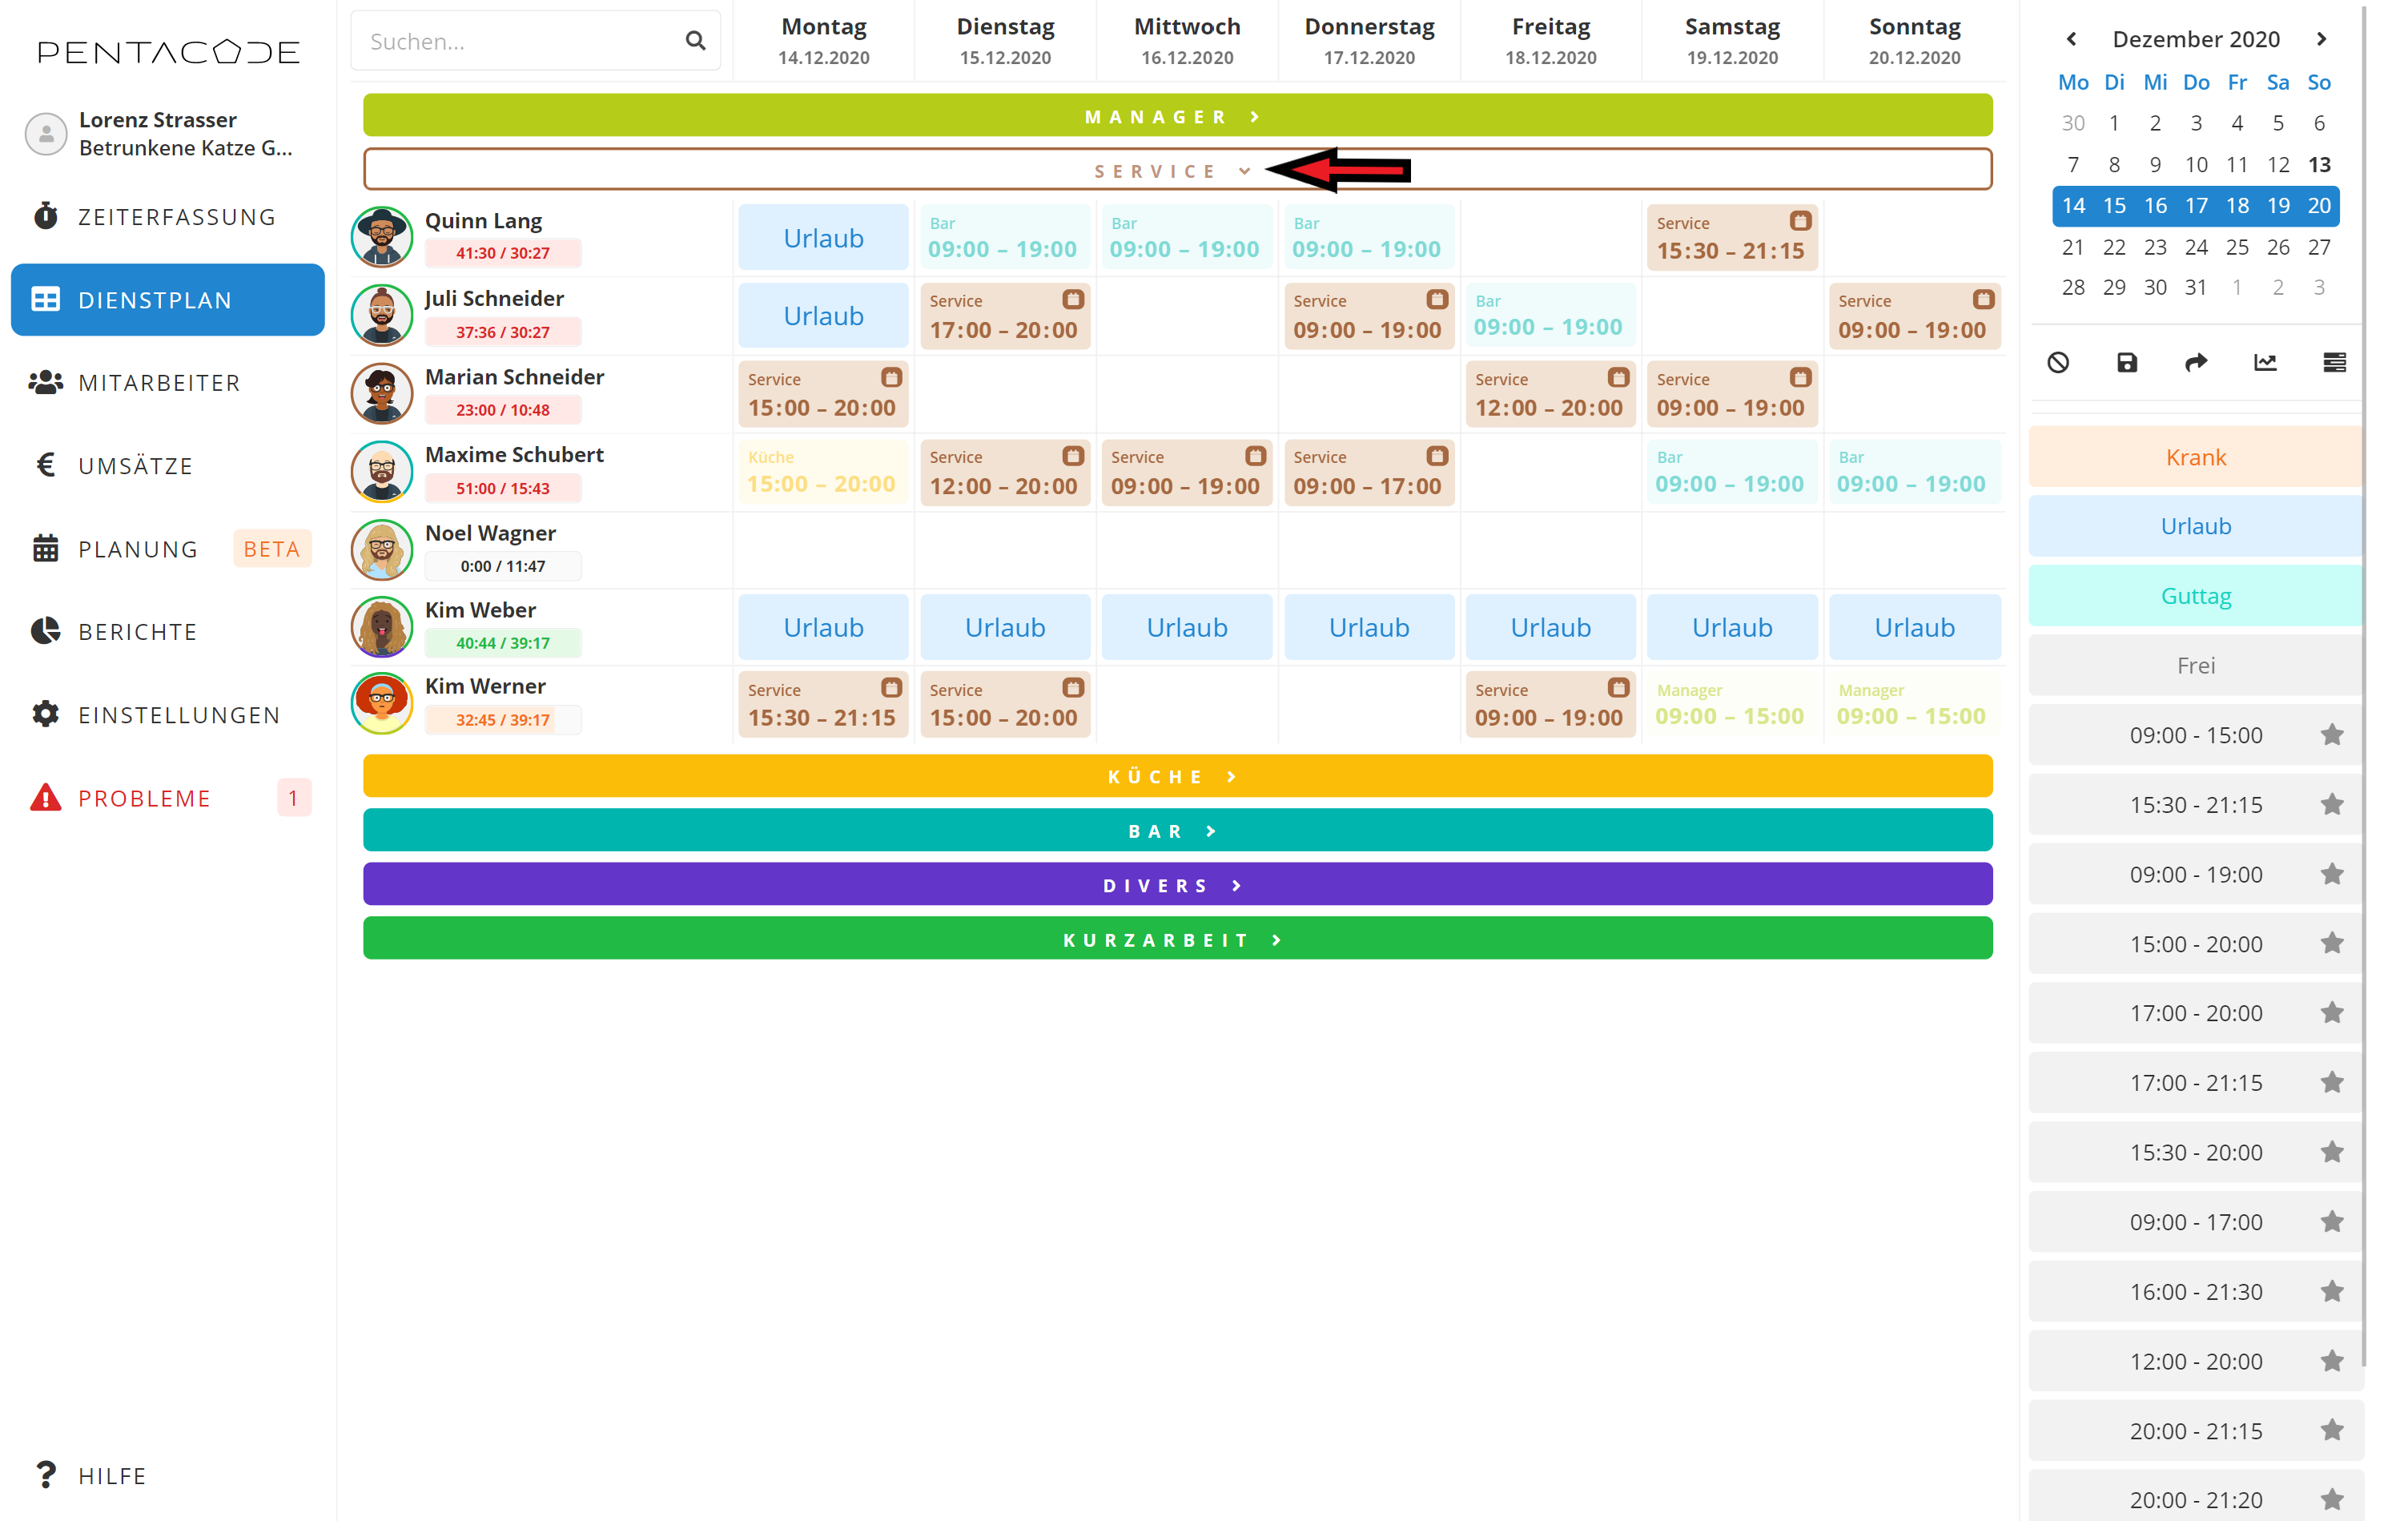 PENTACODE
Lorenz Strasser
Betrunkene Katze G...
ZEITERFASSUNG
DIENSTPLAN
MITARBEITER
UMSÄTZE
PLANUNG BETA
BERICHTE
EINSTELLUNGEN
PROBLEME 1
HILFE
Suchen...
Montag Dienstag Mittwoch Donnerstag Freitag Samstag Sonntag
14.12.2020 15.12.2020 16.12.2020 17.12.2020 18.12.2020 19.12.2020 20.12.2020
MANAGER
SERVICE
Quinn Lang
41:30 / 30:27
Urlaub
Bar
09:00 – 19:00
Bar
09:00 – 19:00
Bar
09:00 – 19:00
Service
15:30 – 21:15
Juli Schneider
37:36 / 30:27
Urlaub
Service
17:00 – 20:00
Service
09:00 – 19:00
Bar
09:00 – 19:00
Service
09:00 – 19:00
Marian Schneider
23:00 / 10:48
Service
15:00 – 20:00
Service
12:00 – 20:00
Service
09:00 – 19:00
Maxime Schubert
51:00 / 15:43
Küche
15:00 – 20:00
Service
12:00 – 20:00
Service
09:00 – 19:00
Service
09:00 – 17:00
Bar
09:00 – 19:00
Bar
09:00 – 19:00
Noel Wagner
0:00 / 11:47
Kim Weber
40:44 / 39:17
Urlaub Urlaub Urlaub Urlaub Urlaub Urlaub Urlaub
Kim Werner
32:45 / 39:17
Service
15:30 – 21:15
Service
15:00 – 20:00
Service
09:00 – 19:00
Manager
09:00 – 15:00
Manager
09:00 – 15:00
KÜCHE
BAR
DIVERS
KURZARBEIT
Dezember 2020
Mo Di Mi Do Fr Sa So
30 1 2 3 4 5 6
7 8 9 10 11 12 13
14 15 16 17 18 19 20
21 22 23 24 25 26 27
28 29 30 31 1 2 3
Krank
Urlaub
Guttag
Frei
09:00 - 15:00
15:30 - 21:15
09:00 - 19:00
15:00 - 20:00
17:00 - 20:00
17:00 - 21:15
15:30 - 20:00
09:00 - 17:00
16:00 - 21:30
12:00 - 20:00
20:00 - 21:15
20:00 - 21:20